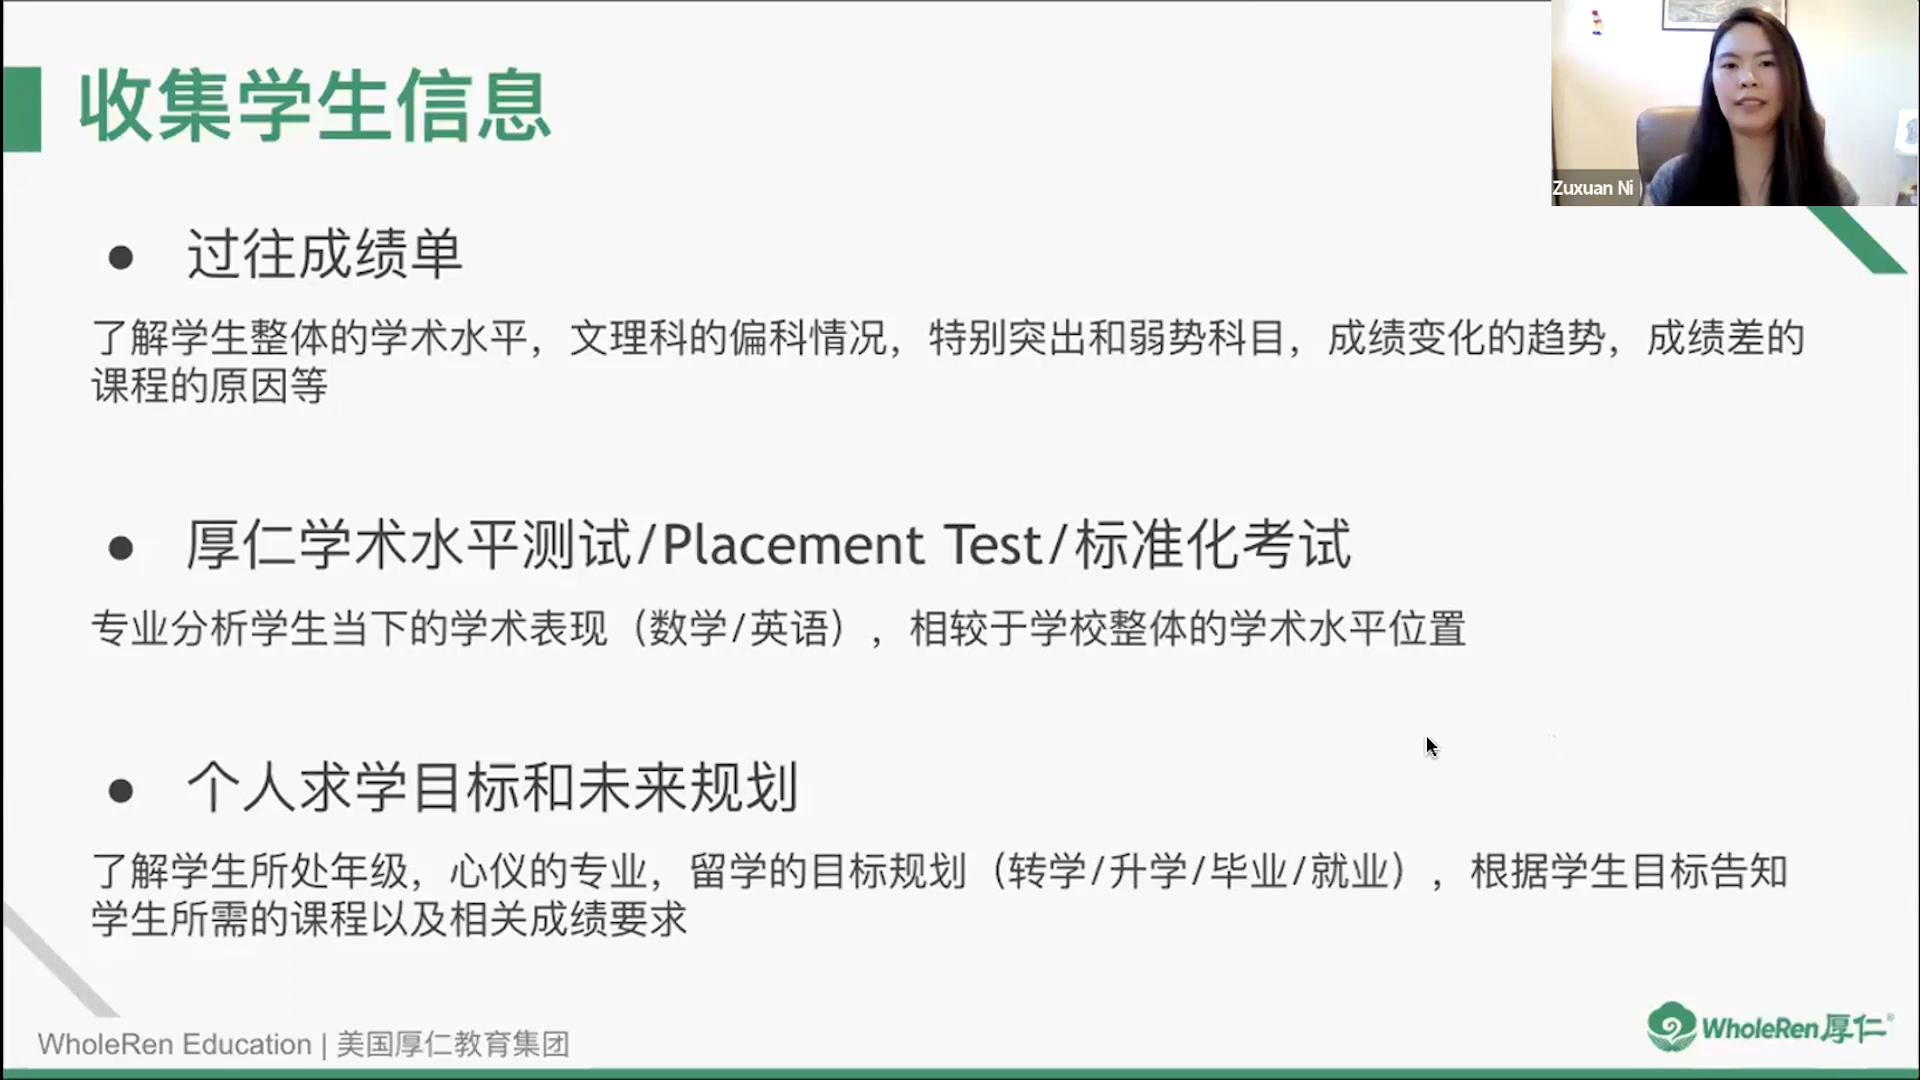 收集学生信息
Zuxuan Ni
● 过往成绩单
了解学生整体的学术水平，文理科的偏科情况，特别突出和弱势科目，成绩变化的趋势，成绩差的
课程的原因等
● 厚仁学术水平测试/Placement Test/标准化考试
专业分析学生当下的学术表现（数学/英语），相较于学校整体的学术水平位置
● 个人求学目标和未来规划
了解学生所处年级，心仪的专业，留学的目标规划（转学/升学/毕业/就业），根据学生目标告知
学生所需的课程以及相关成绩要求
WholeRen Education | 美国厚仁教育集团
WholeRen厚仁®